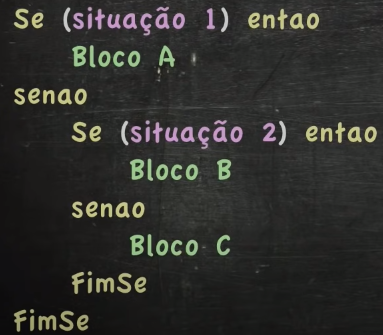 Se (situação 1) entao
Bloco A
senao
Se (situação 2) entao
Bloco B
senao
Bloco C
FimSe
FimSe